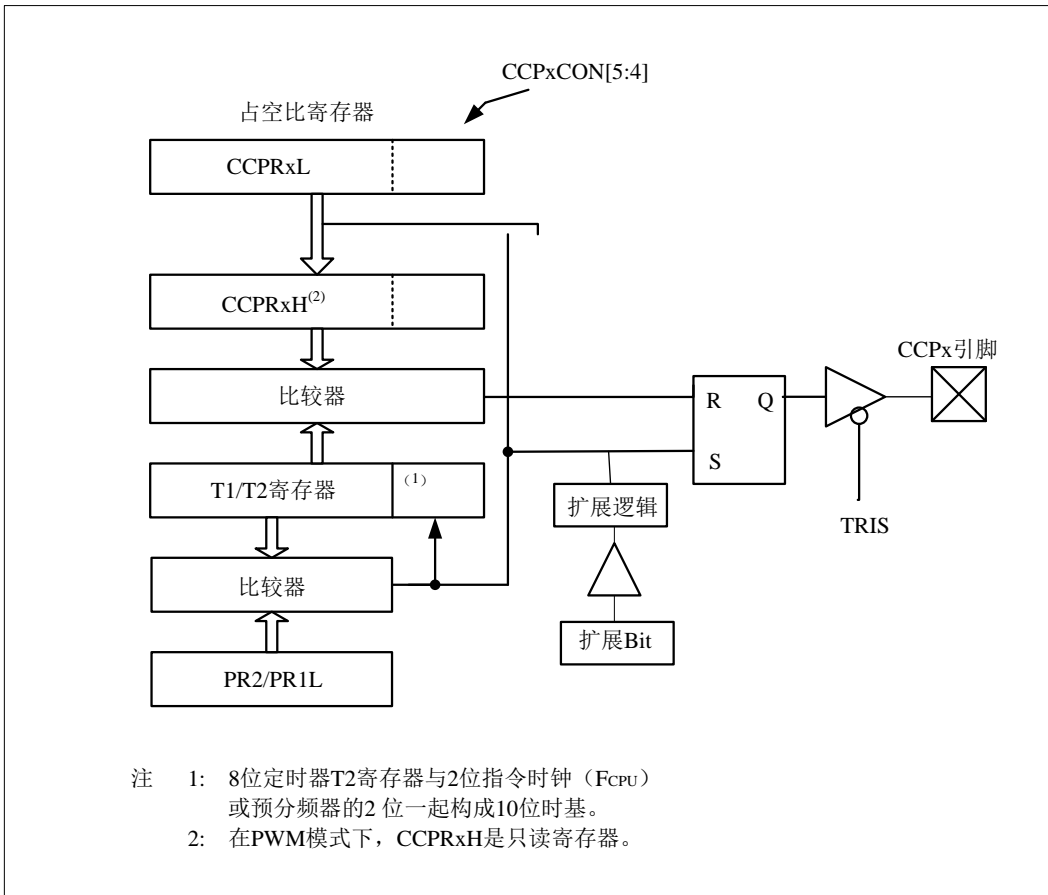 CCPxCON[5:4]
占空比寄存器
CCPRxL
CCPRxH(2)
CCPx引脚
比较器
R Q
S
T1/T2寄存器 (1)
扩展逻辑
TRIS
比较器
扩展Bit
PR2/PR1L
注 1: 8位定时器T2寄存器与2位指令时钟（FCPU）
或预分频器的2 位一起构成10位时基。
2: 在PWM模式下，CCPRxH是只读寄存器。